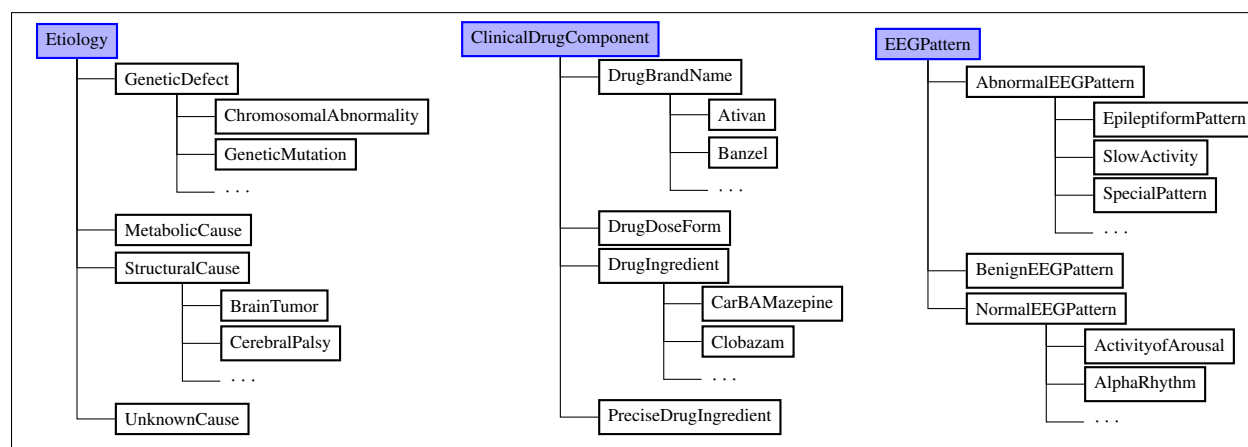 Etiology
GeneticDefect
ChromosomalAbnormality
GeneticMutation
. . .
MetabolicCause
StructuralCause
BrainTumor
CerebralPalsy
. . .
UnknownCause
ClinicalDrugComponent
DrugBrandName
Ativan
Banzel
. . .
DrugDoseForm
DrugIngredient
CarBAMazepine
Clobazam
. . .
PreciseDrugIngredient
EEGPattern
AbnormalEEGPattern
EpileptiformPattern
SlowActivity
SpecialPattern
. . .
BenignEEGPattern
NormalEEGPattern
ActivityofArousal
AlphaRhythm
. . .